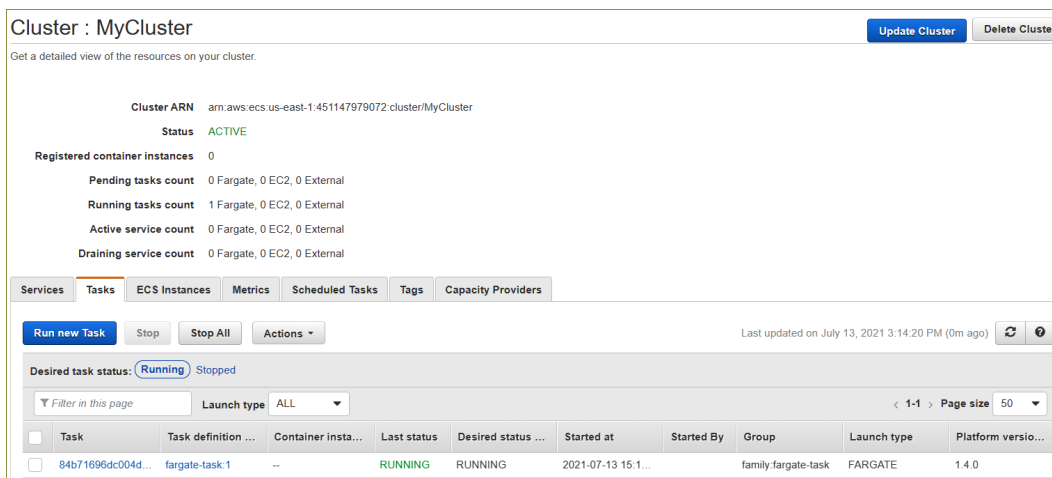 Cluster : MyCluster
Update Cluster
Delete Cluste
Get a detailed view of the resources on your cluster.
Cluster ARN arn:aws:ecs:us-east-1:451147979072:cluster/MyCluster
Status ACTIVE
Registered container instances 0
Pending tasks count 0 Fargate, 0 EC2, 0 External
Running tasks count 1 Fargate, 0 EC2, 0 External
Active service count 0 Fargate, 0 EC2, 0 External
Draining service count 0 Fargate, 0 EC2, 0 External
Services Tasks ECS Instances Metrics Scheduled Tasks Tags Capacity Providers
Run new Task Stop Stop All Actions Last updated on July 13, 2021 3:14:20 PM (0m ago)
Desired task status: Running Stopped
Filter in this page Launch type ALL < 1-1 > Page size 50
Task Task definition ... Container insta... Last status Desired status ... Started at Started By Group Launch type Platform versio...
84b71696dc004d... fargate-task:1 -- RUNNING RUNNING 2021-07-13 15:1... family:fargate-task FARGATE 1.4.0